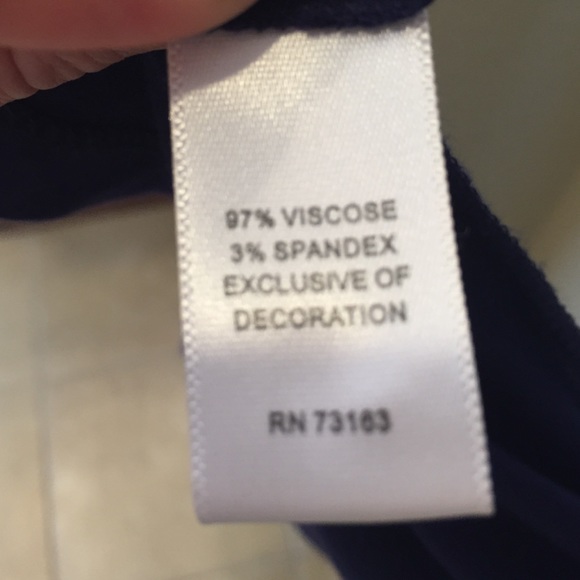 97% VISCOSE
3% SPANDEX
EXCLUSIVE OF
DECORATION
RN 73163